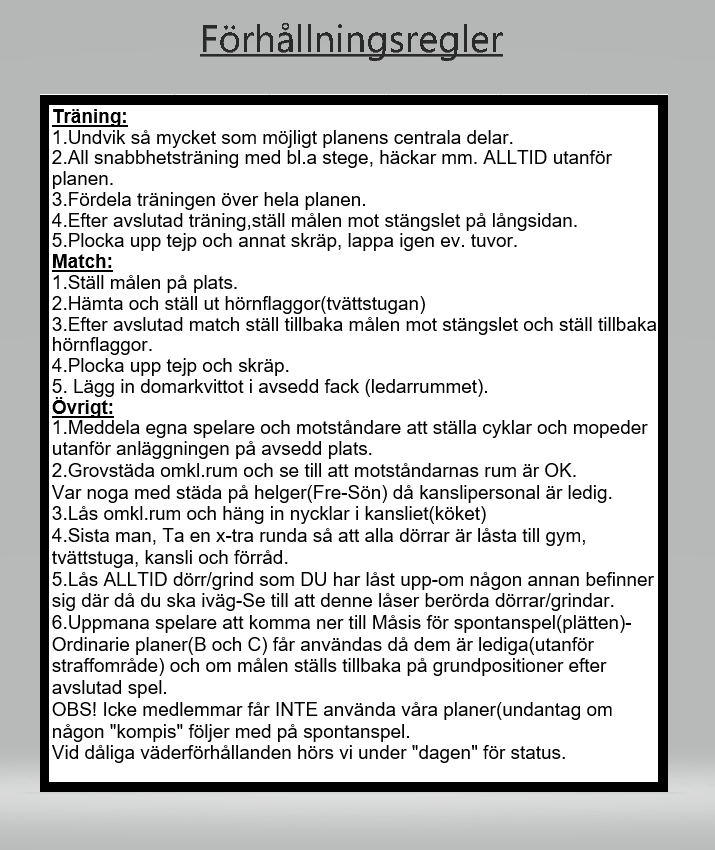 Förhållningsregler
Träning:
1.Undvik så mycket som möjligt planens centrala delar.
2.All snabbhetsträning med bl.a stege, häckar mm. ALLTID utanför
planen.
3.Fördela träningen över hela planen.
4.Efter avslutad träning,ställ målen mot stängslet på långsidan.
5.Plocka upp tejp och annat skräp, lappa igen ev. tuvor.
Match:
1.Ställ målen på plats.
2.Hämta och ställ ut hörnflaggor(tvättstugan)
3.Efter avslutad match ställ tillbaka målen mot stängslet och ställ tillbaka
hörnflaggor.
4.Plocka upp tejp och skräp.
5. Lägg in domarkvittot i avsedd fack (ledarrummet).
Övrigt:
1.Meddela egna spelare och motståndare att ställa cyklar och mopeder
utanför anläggningen på avsedd plats.
2.Grovstäda omkl.rum och se till att motståndarnas rum är OK.
Var noga med städa på helger(Fre-Sön) då kanslipersonal är ledig.
3.Lås omkl.rum och häng in nycklar i kansliet(köket)
4.Sista man, Ta en x-tra runda så att alla dörrar är låsta till gym,
tvättstuga, kansli och förråd.
5.Lås ALLTID dörr/grind som DU har låst upp-om någon annan befinner
sig där då du ska iväg-Se till att denne låser berörda dörrar/grindar.
6.Uppmana spelare att komma ner till Måsis för spontanspel(plätten)-
Ordinarie planer(B och C) får användas då dem är lediga(utanför
straffområde) och om målen ställs tillbaka på grundpositioner efter
avslutad spel.
OBS! Icke medlemmar får INTE använda våra planer(undantag om
någon "kompis" följer med på spontanspel.
Vid dåliga väderförhållanden hörs vi under "dagen" för status.